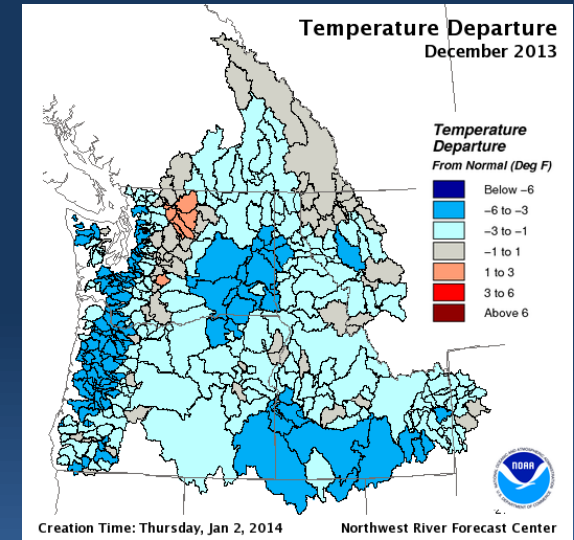 Temperature Departure
December 2013
Temperature
Departure
From Normal (Deg F)
Below −6
−6 to −3
−3 to −1
−1 to 1
1 to 3
3 to 6
Above 6
NOAA
Creation Time: Thursday, Jan 2, 2014
Northwest River Forecast Center